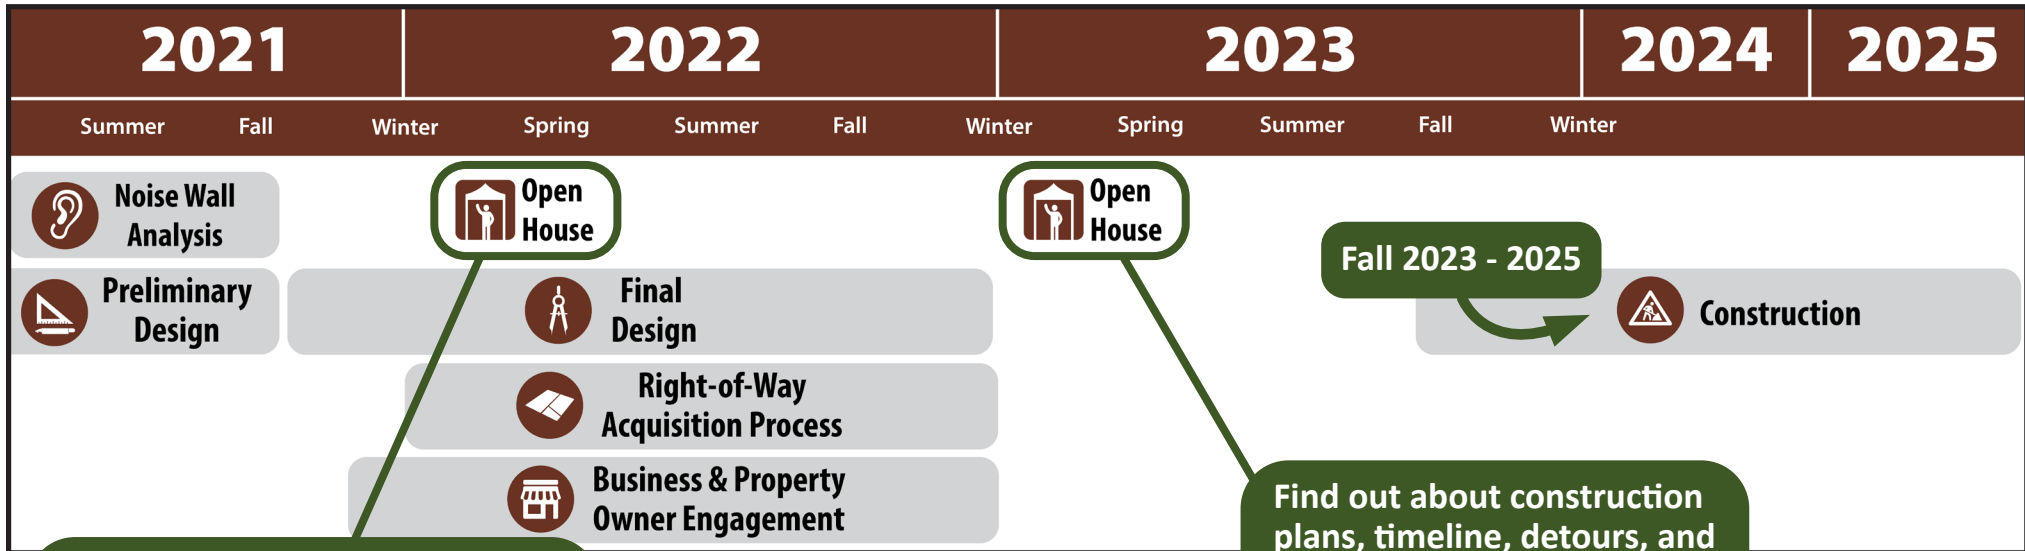 2021 2022 2023 2024 2025
Summer Fall Winter Spring Summer Fall Winter Spring Summer Fall Winter
Noise Wall
Analysis
Open
House
Open
House
Fall 2023 - 2025
Preliminary
Design
Final
Design
Construction
Right-of-Way
Acquisition Process
Business & Property
Owner Engagement
Find out about construction
plans, timeline, detours, and